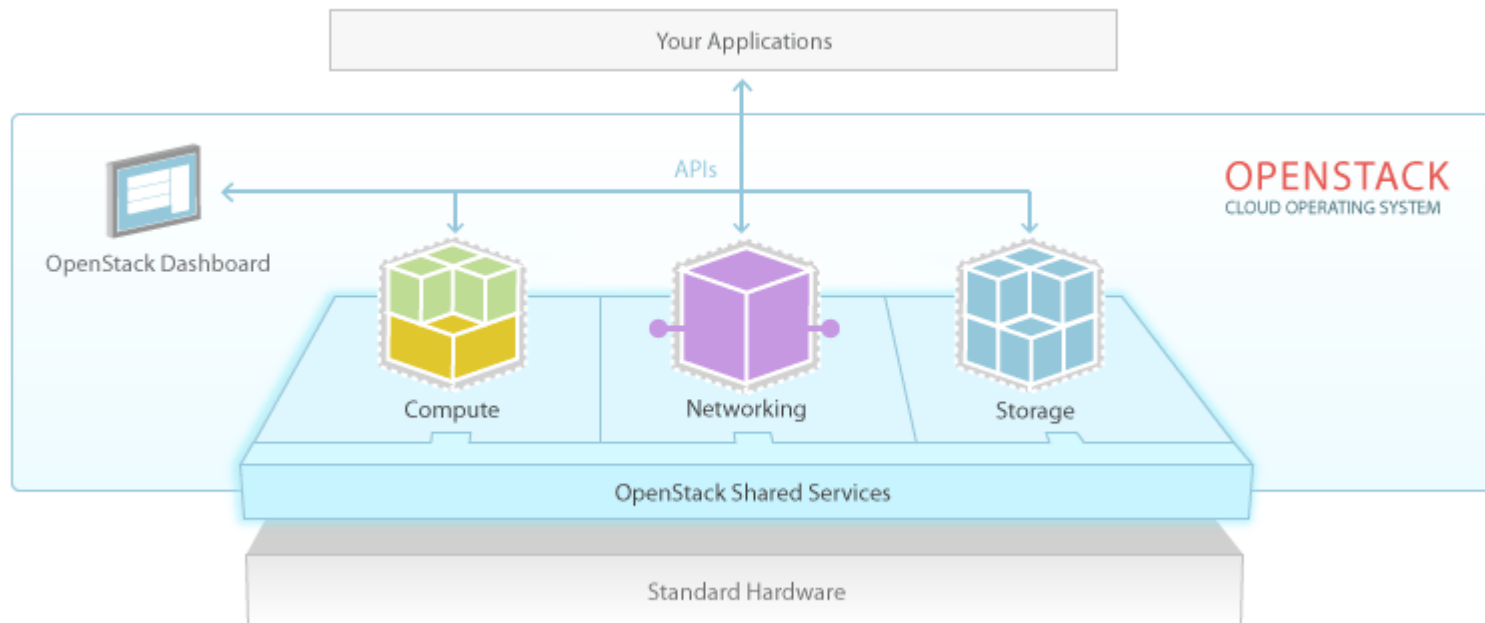 Your Applications
APIs
OPENSTACK
CLOUD OPERATING SYSTEM
OpenStack Dashboard
Compute
Networking
Storage
OpenStack Shared Services
Standard Hardware